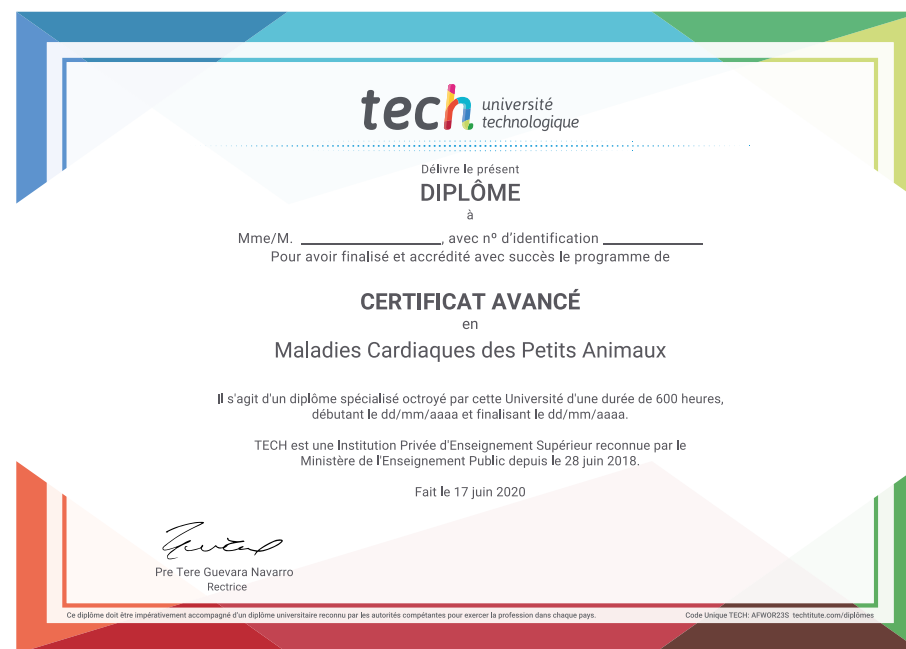 tech université
technologique
Délivre le présent
DIPLÔME
à
Mme/M. ____________________, avec nº d'identification ______________
Pour avoir finalisé et accrédité avec succès le programme de
CERTIFICAT AVANCÉ
en
Maladies Cardiaques des Petits Animaux
Il s'agit d'un diplôme spécialisé octroyé par cette Université d'une durée de 600 heures,
débutant le dd/mm/aaaa et finalisant le dd/mm/aaaa.
TECH est une Institution Privée d'Enseignement Supérieur reconnue par le
Ministère de l'Enseignement Public depuis le 28 juin 2018.
Fait le 17 juin 2020
Pre Tere Guevara Navarro
Rectrice
Ce diplôme doit être impérativement accompagné d'un diplôme universitaire reconnu par les autorités compétantes pour exercer la profession dans chaque pays.
Code Unique TECH: AFWOR23S techtitute.com/diplômes